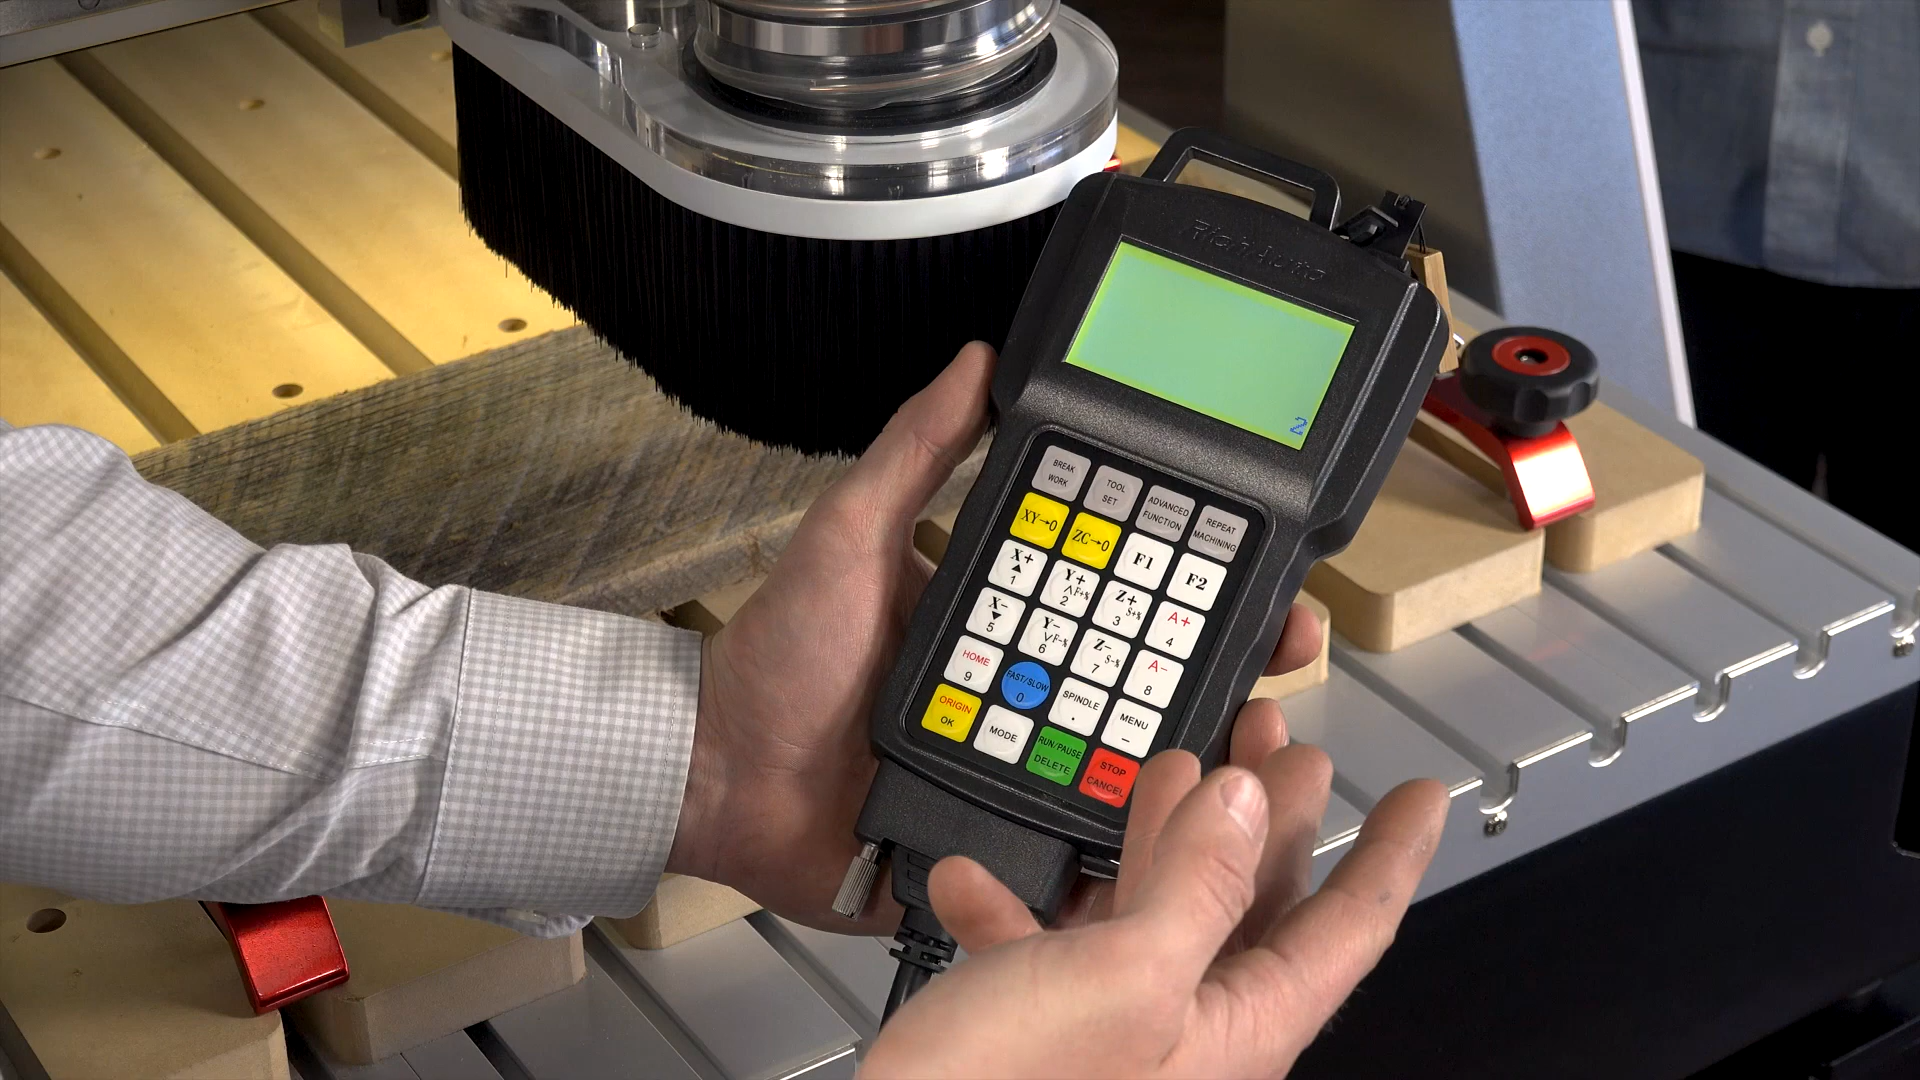 RichAuto
2
BREAK
WORK
TOOL
SET
ADVANCED
FUNCTION
REPEAT
MACHINING
XY→0
ZC→0
F1
F2
X+
▲
1
Y+
∧F+%
2
Z+
S+%
3
A+
4
X-
▼
5
Y-
∨F-%
6
Z-
S-%
7
A-
8
HOME
9
FAST/SLOW
0
SPINDLE
.
MENU
–
ORIGIN
OK
MODE
RUN/PAUSE
DELETE
STOP
CANCEL